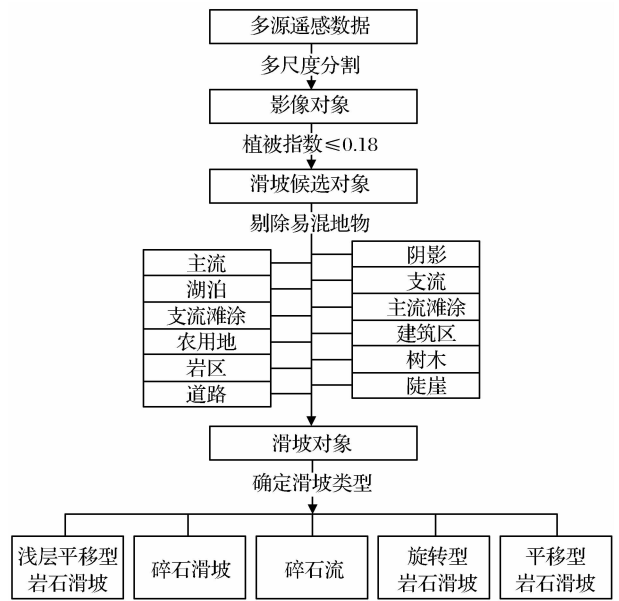 多源遥感数据
多尺度分割
影像对象
植被指数≤0.18
滑坡候选对象
剔除易混地物
主流
湖泊
支流滩涂
农用地
岩区
道路
阴影
支流
主流滩涂
建筑区
树木
陡崖
滑坡对象
确定滑坡类型
浅层平移型
岩石滑坡
碎石滑坡
碎石流
旋转型
岩石滑坡
平移型
岩石滑坡